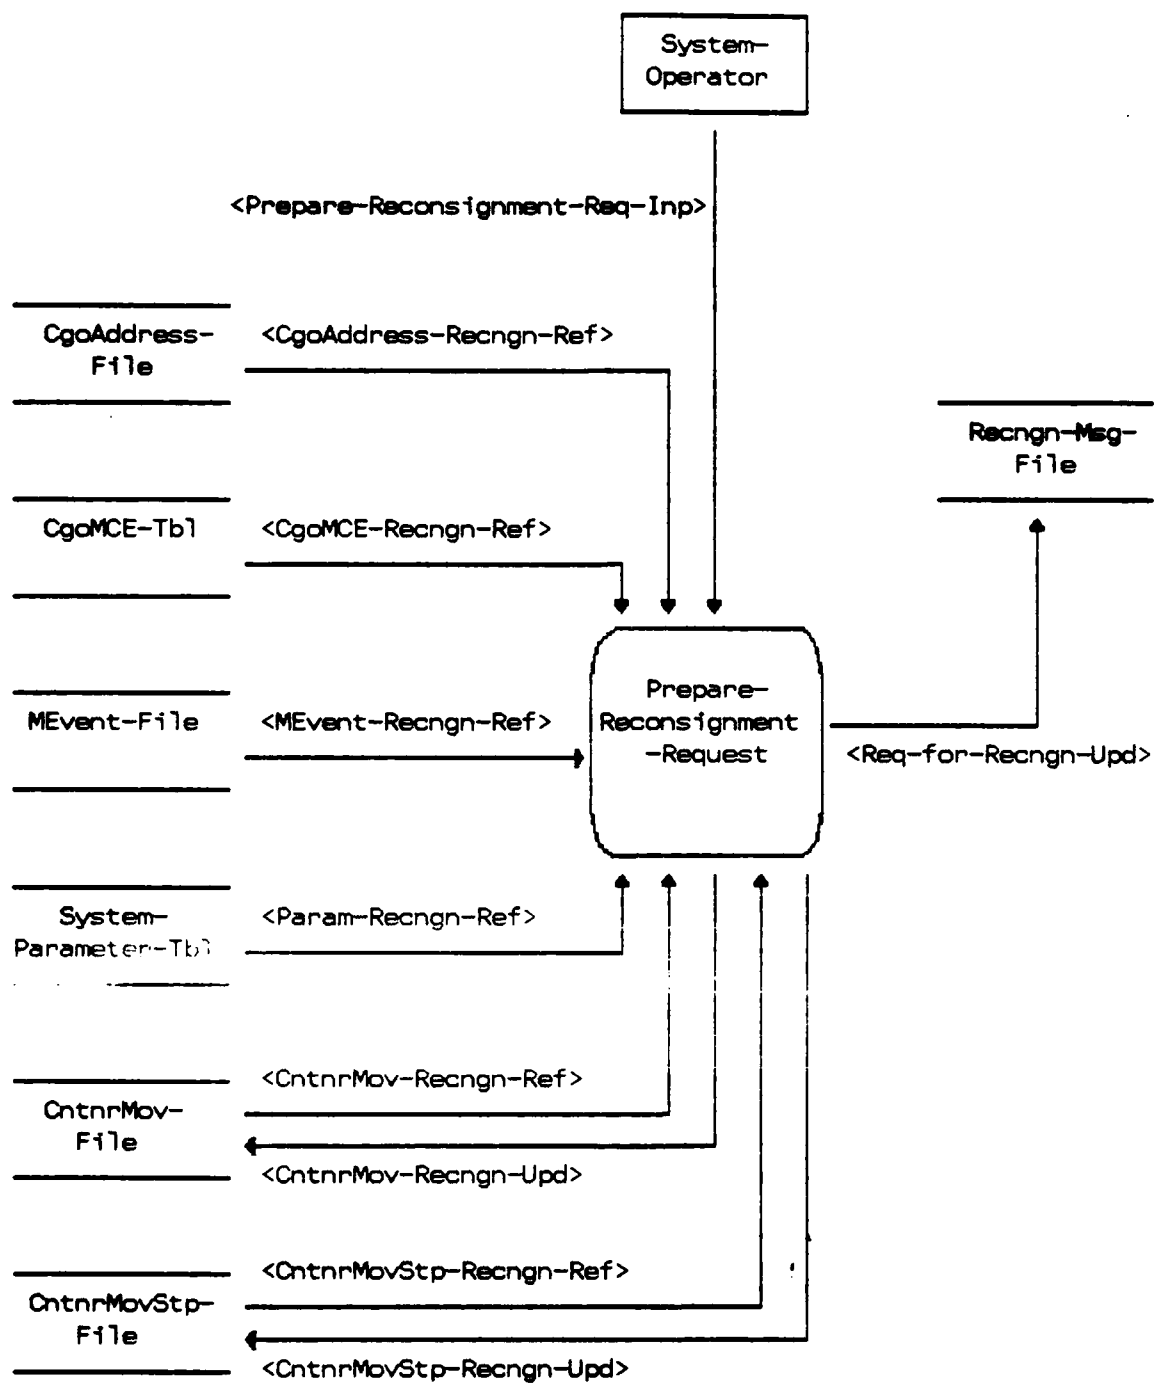 System-
Operator
<Prepare-Reconsignment-Req-Inp>
CgoAddress-
File
<CgoAddress-Recngn-Ref>
Recngn-Msg-
File
CgoMCE-Tbl
<CgoMCE-Recngn-Ref>
MEvent-File
<MEvent-Recngn-Ref>
Prepare-
Reconsignment
-Request
<Req-for-Recngn-Upd>
System-
Parameter-Tbl
<Param-Recngn-Ref>
<CntnrMov-Recngn-Ref>
CntnrMov-
File
<CntnrMov-Recngn-Upd>
<CntnrMovStp-Recngn-Ref>
CntnrMovStp-
File
<CntnrMovStp-Recngn-Upd>